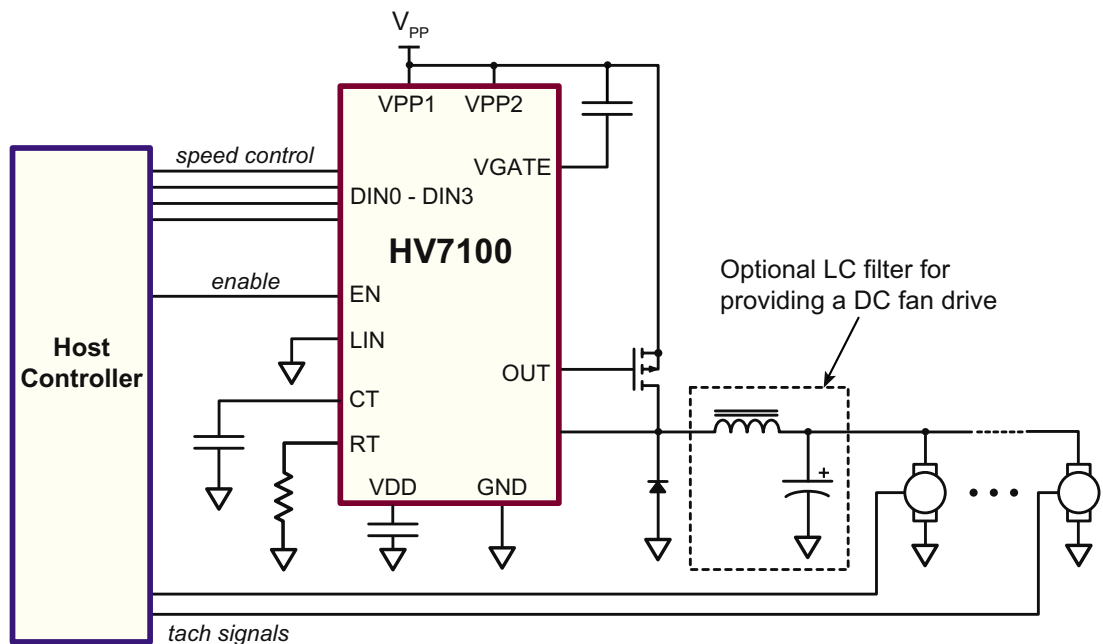 VPP
VPP1
VPP2
speed control
VGATE
DIN0 - DIN3
HV7100
enable
EN
Optional LC filter for
providing a DC fan drive
Host
Controller
LIN
OUT
CT
RT
+
VDD
GND
tach signals